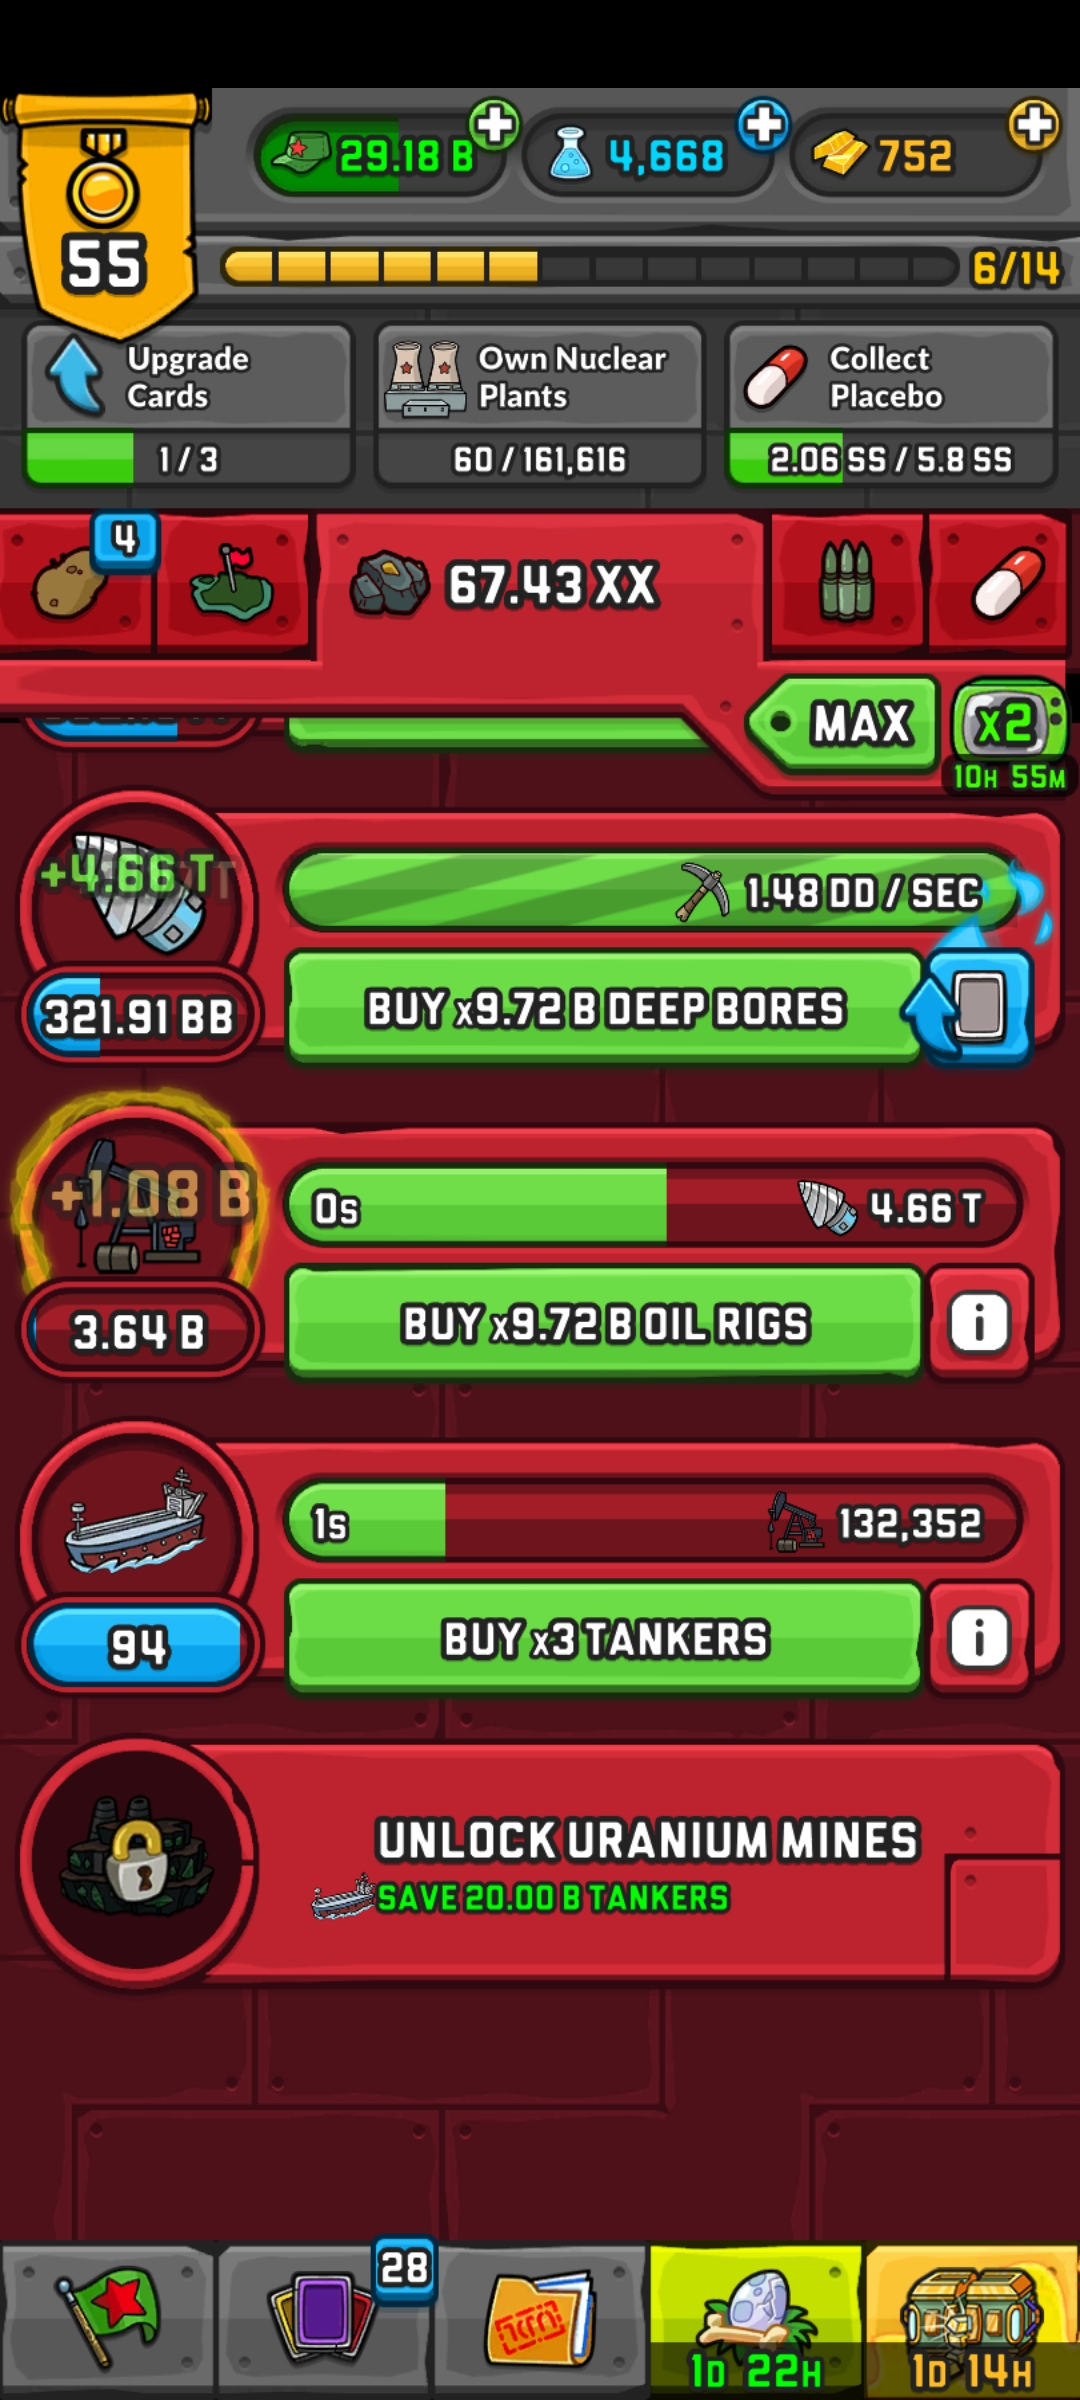 55
29.18 B
4,668
752
6/14
Upgrade
Cards
1 / 3
Own Nuclear
Plants
60 / 161,616
Collect
Placebo
2.06 SS / 5.8 SS
4
67.43 XX
MAX
x2
10H 55M
+4.66 T
1.48 DD / SEC
321.91 BB
BUY x9.72 B DEEP BORES
+1.08 B
0s
4.66 T
3.64 B
BUY x9.72 B OIL RIGS
i
1s
132,352
94
BUY x3 TANKERS
i
UNLOCK URANIUM MINES
SAVE 20.00 B TANKERS
28
1D 22H
1D 14H